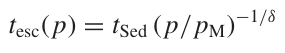 t_esc(p) = t_Sed (p/p_M)^{-1/δ}